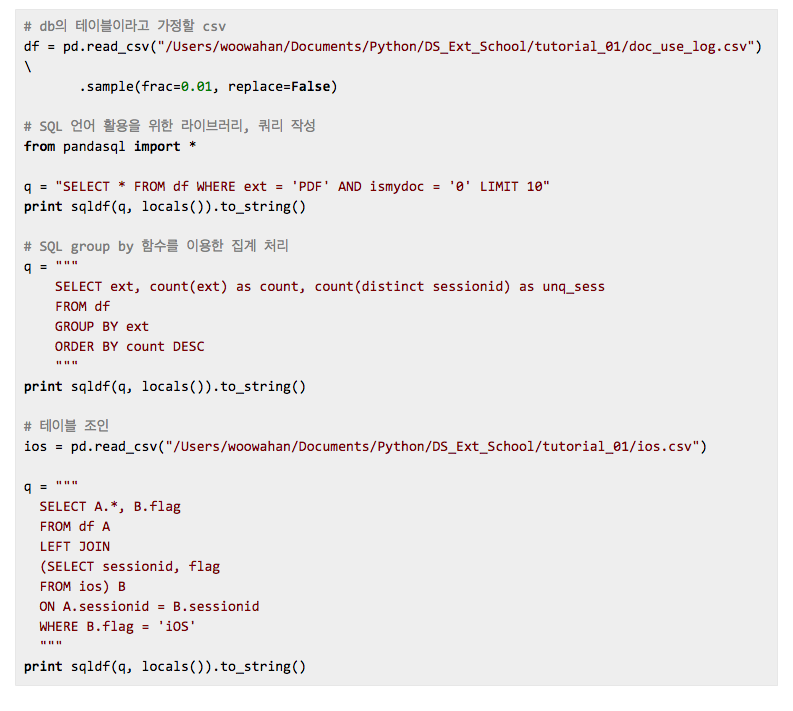 # db의 테이블이라고 가정할 csv
df = pd.read_csv("/Users/woowahan/Documents/Python/DS_Ext_School/tutorial_01/doc_use_log.csv")
\
       .sample(frac=0.01, replace=False)
# SQL 언어 활용을 위한 라이브러리, 쿼리 작성
from pandasql import *
q = "SELECT * FROM df WHERE ext = 'PDF' AND ismydoc = '0' LIMIT 10"
print sqldf(q, locals()).to_string()
# SQL group by 함수를 이용한 집계 처리
q = """
    SELECT ext, count(ext) as count, count(distinct sessionid) as unq_sess
    FROM df
    GROUP BY ext
    ORDER BY count DESC
    """
print sqldf(q, locals()).to_string()
# 테이블 조인
ios = pd.read_csv("/Users/woowahan/Documents/Python/DS_Ext_School/tutorial_01/ios.csv")
q = """
  SELECT A.*, B.flag
  FROM df A
  LEFT JOIN
  (SELECT sessionid, flag
  FROM ios) B
  ON A.sessionid = B.sessionid
  WHERE B.flag = 'iOS'
  """
print sqldf(q, locals()).to_string()